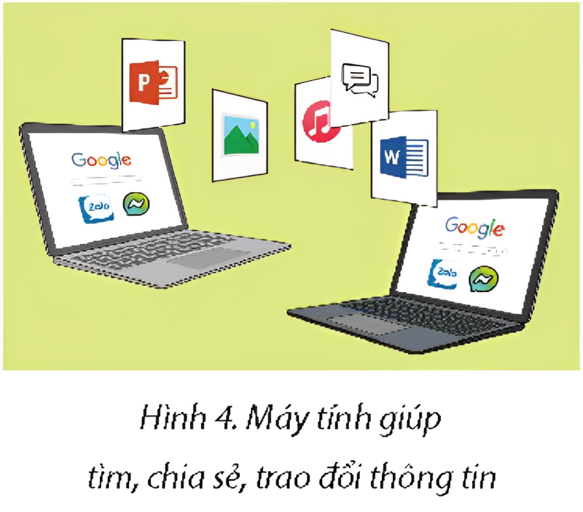 P
W
Google
Zalo
Google
Zalo
Hình 4. Máy tính giúp
tìm, chia sẻ, trao đổi thông tin